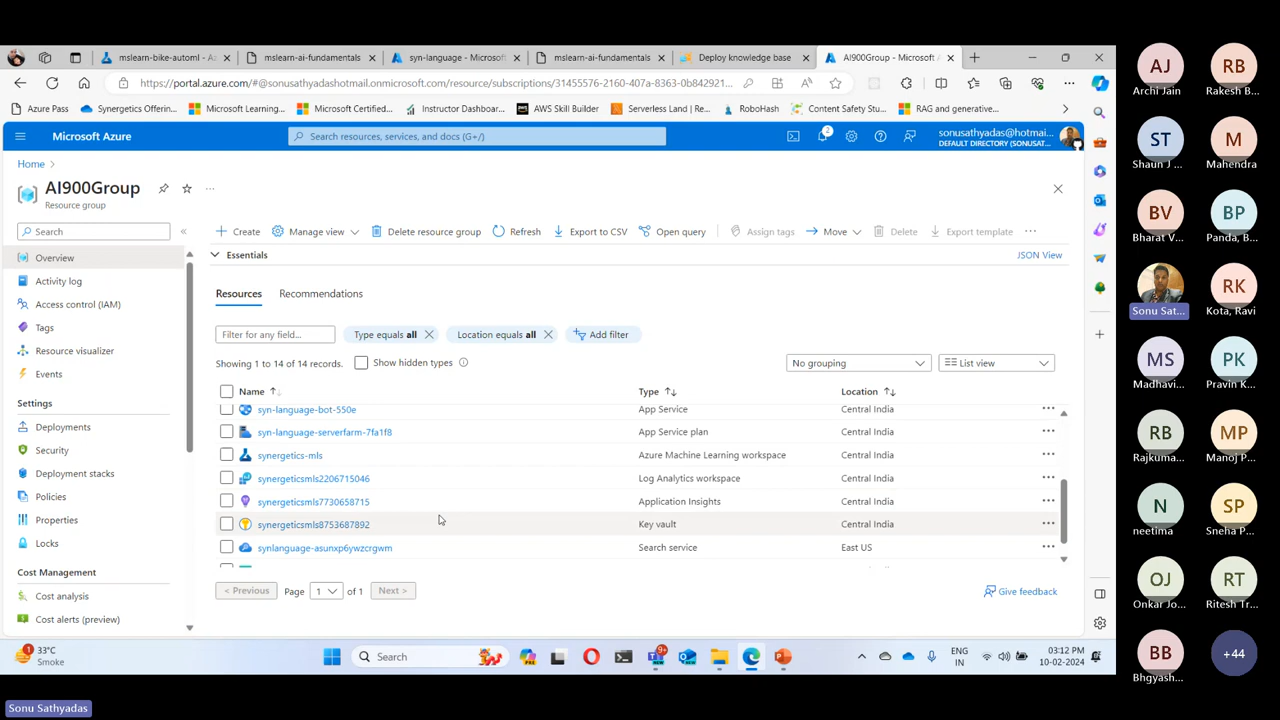 mslearn-bike-automl - Az
mslearn-ai-fundamentals
syn-language - Microsoft
mslearn-ai-fundamentals
Deploy knowledge base
AI900Group - Microsoft A
https://portal.azure.com/#@sonusathyadashotmail.onmicrosoft.com/resource/subscriptions/31455576-2160-407a-8363-0b842921...
Azure Pass
Synergetics Offerin...
Microsoft Learning...
Microsoft Certified...
Instructor Dashboar...
AWS Skill Builder
Serverless Land | Re...
RoboHash
Content Safety Stu...
RAG and generative...
Microsoft Azure
Search resources, services, and docs (G+/)
2
sonusathyadas@hotmai...
DEFAULT DIRECTORY (SONUSAT...
Home
AI900Group
Resource group
Search
Create
Manage view
Delete resource group
Refresh
Export to CSV
Open query
Assign tags
Move
Delete
Export template
Overview
Activity log
Access control (IAM)
Tags
Resource visualizer
Events
Settings
Deployments
Security
Deployment stacks
Policies
Properties
Locks
Cost Management
Cost analysis
Cost alerts (preview)
Essentials
JSON View
Resources
Recommendations
Filter for any field...
Type equals all
Location equals all
Add filter
Showing 1 to 14 of 14 records.
Show hidden types
No grouping
List view
Name Type Location
syn-language-bot-550e App Service Central India
syn-language-serverfarm-7fa1f8 App Service plan Central India
synergetics-mls Azure Machine Learning workspace Central India
synergeticsmls2206715046 Log Analytics workspace Central India
synergeticsmls7730658715 Application Insights Central India
synergeticsmls8753687892 Key vault Central India
synlanguage-asunxp6ywzcrgwm Search service East US
< Previous
Page
1
of 1
Next >
Give feedback
1
33°C
Smoke
Search
9+
ENG
IN
03:12 PM
10-02-2024
AJ
Archi Jain
RB
Rakesh B...
ST
Shaun J ...
M
Mahendra
BV
Bharat V...
BP
Panda, B...
Sonu Sat...
RK
Kota, Ravi
MS
Madhavi...
PK
Pravin K...
RB
Rajkuma...
MP
Manoj P...
N
neetima
SP
Sneha P...
OJ
Onkar Jo...
RT
Ritesh Tr...
BB
Bhgyash...
+44
Sonu Sathyadas